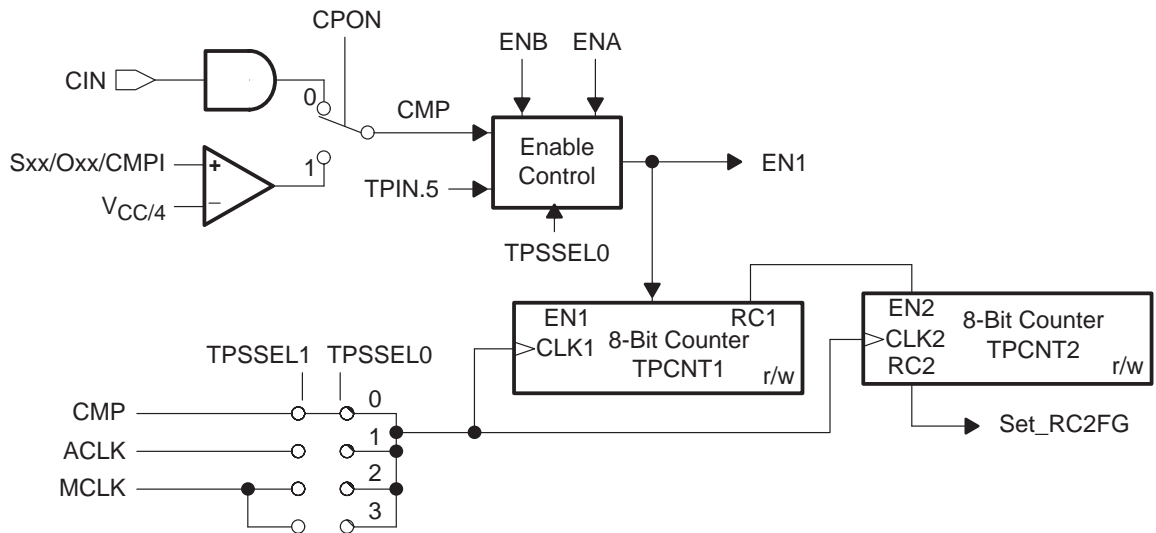 CPON
ENB
ENA
CIN
0
CMP
Sxx/Oxx/CMPI
+
1
Enable
Control
EN1
VCC/4
−
TPIN.5
TPSSEL0
EN1
RC1
8-Bit Counter
CLK1
TPCNT1
r/w
EN2
8-Bit Counter
CLK2
TPCNT2
RC2
r/w
TPSSEL1
TPSSEL0
CMP
0
Set_RC2FG
ACLK
1
MCLK
2
3